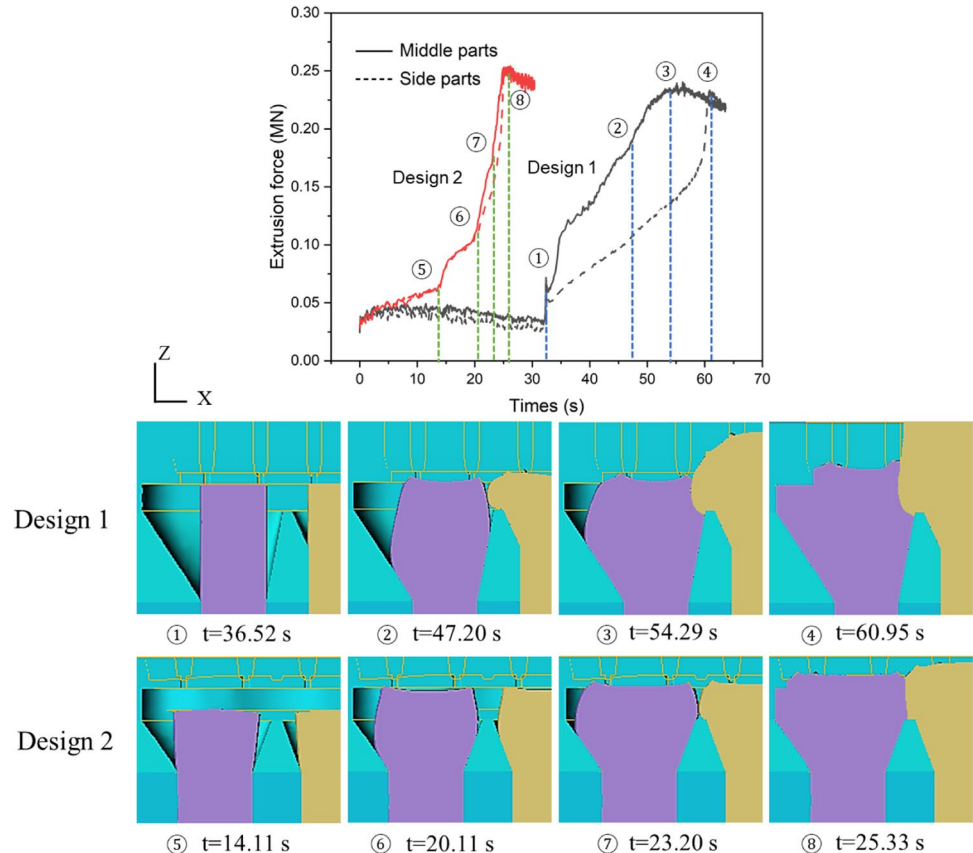 Extrusion force (MN)
0.30
0.25
0.20
0.15
0.10
0.05
0.00
Middle parts
Side parts
Design 2
Design 1
⑤
⑥
⑦
⑧
①
②
③
④
0 10 20 30 40 50 60 70
Times (s)
Z
X
Design 1
① t=36.52 s ② t=47.20 s ③ t=54.29 s ④ t=60.95 s
Design 2
⑤ t=14.11 s ⑥ t=20.11 s ⑦ t=23.20 s ⑧ t=25.33 s